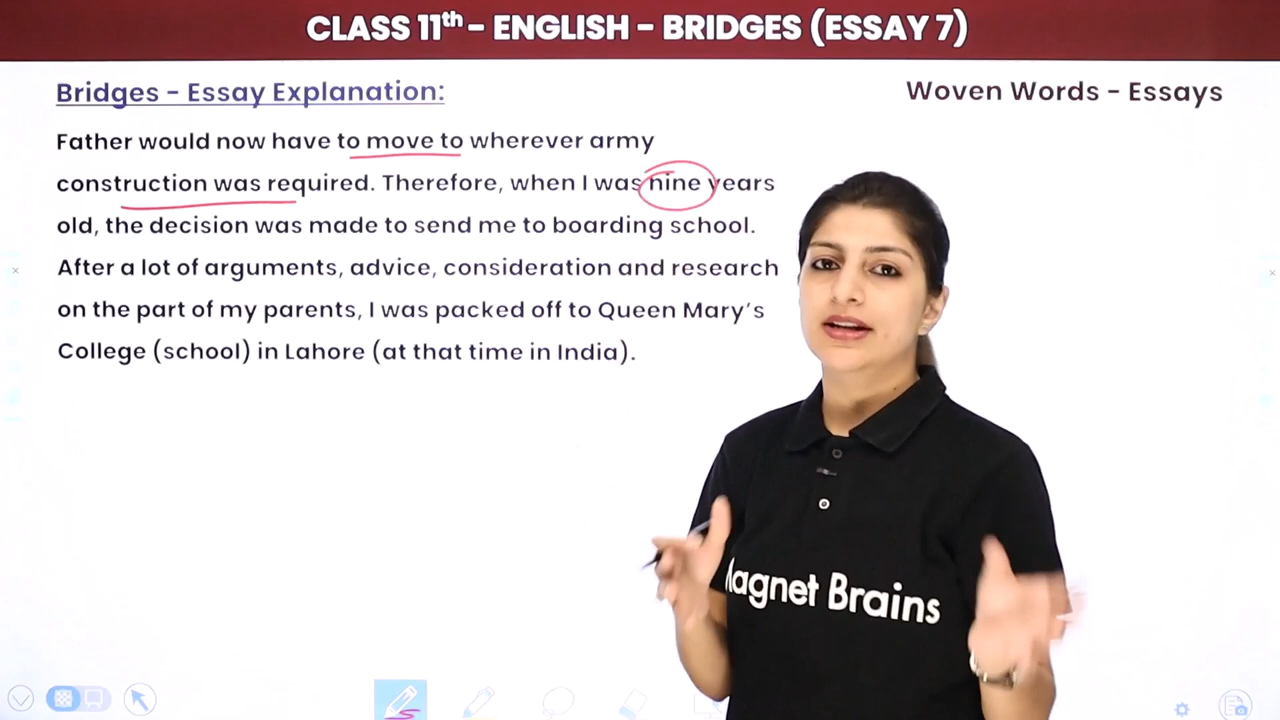 CLASS 11th - ENGLISH - BRIDGES (ESSAY 7)
Bridges - Essay Explanation:
Woven Words - Essays
Father would now have to move to wherever army
construction was required. Therefore, when I was nine years
old, the decision was made to send me to boarding school.
After a lot of arguments, advice, consideration and research
on the part of my parents, I was packed off to Queen Mary's
College (school) in Lahore (at that time in India).
Magnet Brains